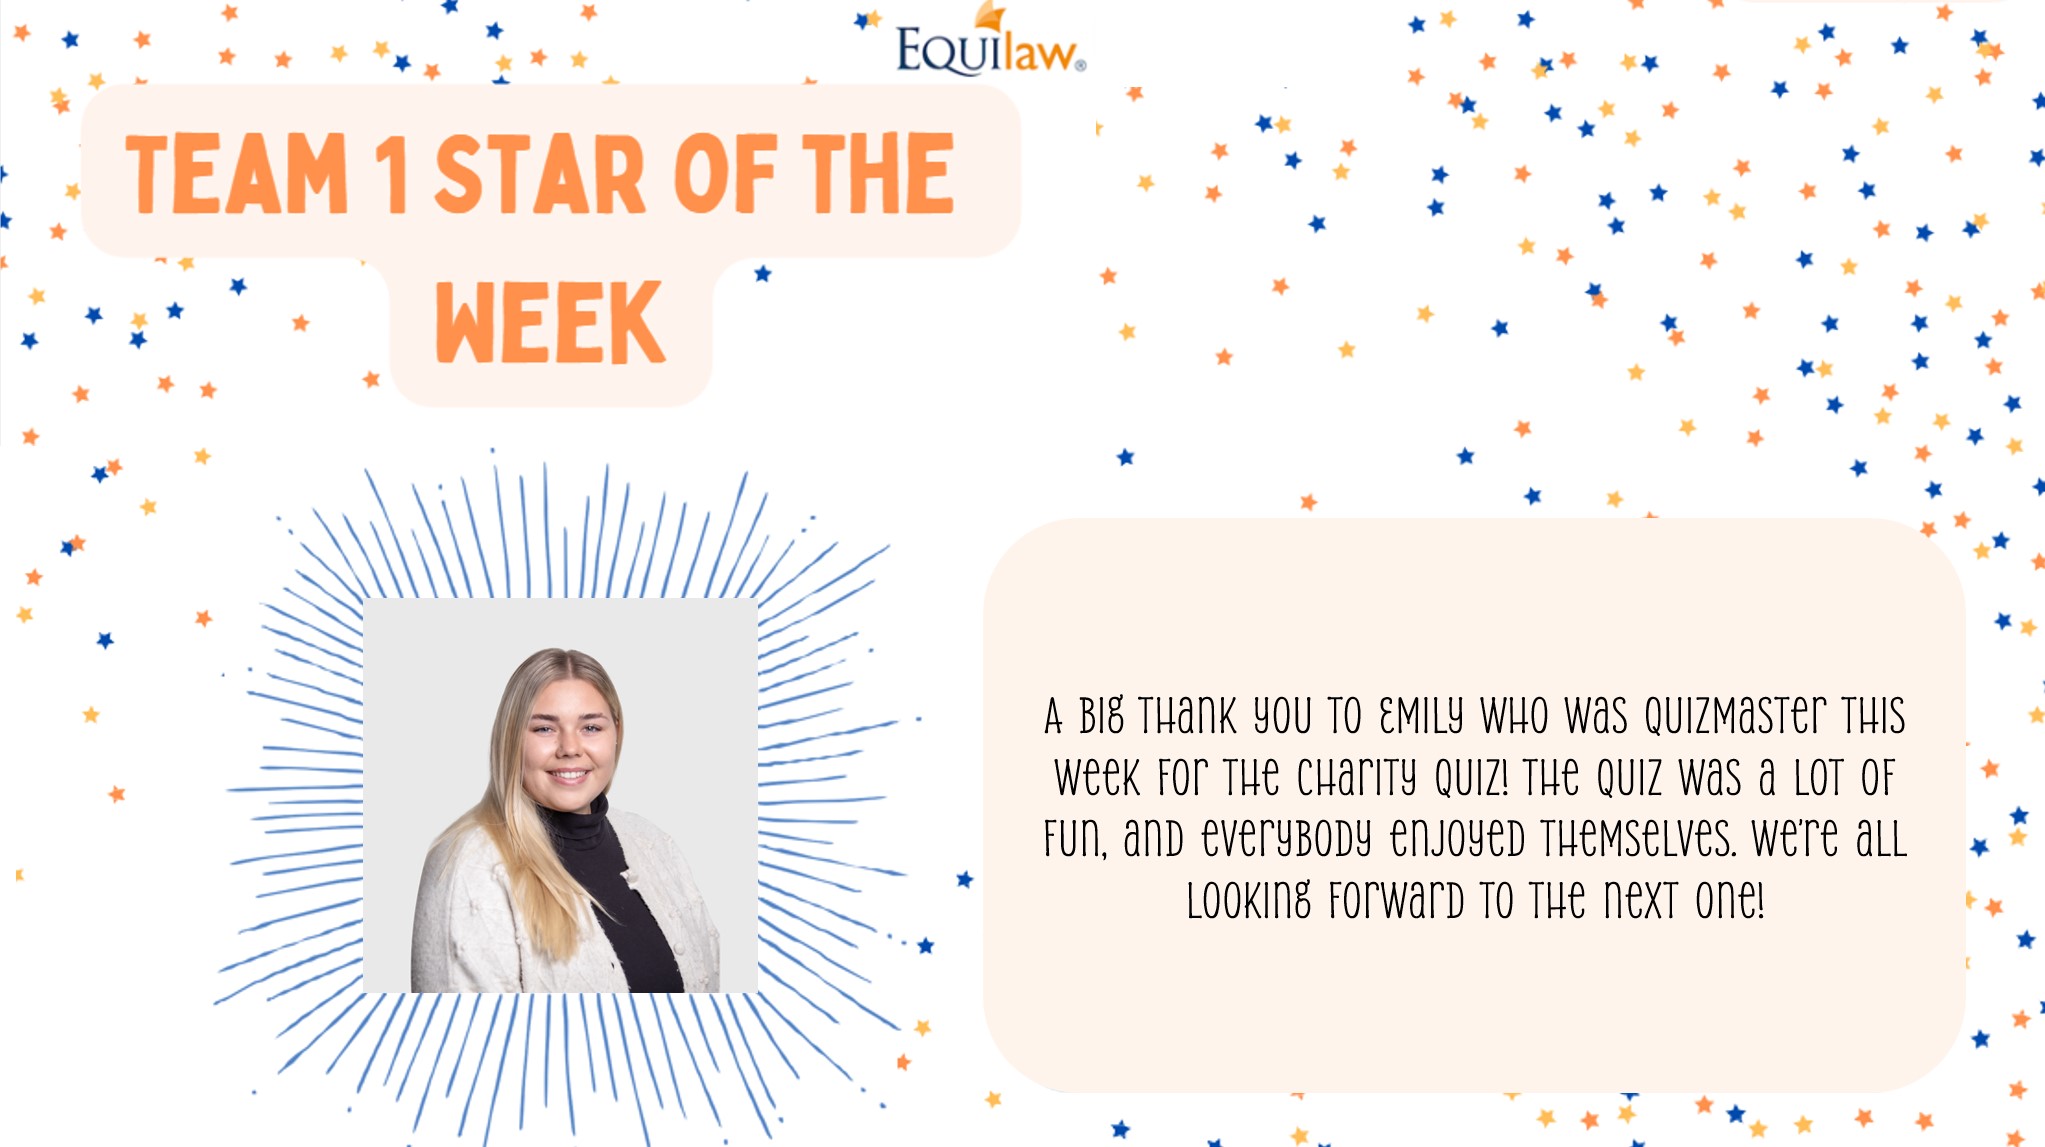 EQUIlaw®
TEAM 1 STAR OF THE
WEEK
A BIG THANK YOU TO EMILY WHO WAS QUIZMASTER THIS
WEEK FOR THE CHARITY QUIZ! THE QUIZ WAS A LOT OF
FUN, AND EVERYBODY ENJOYED THEMSELVES. WE'RE ALL
LOOKING FORWARD TO THE NEXT ONE!